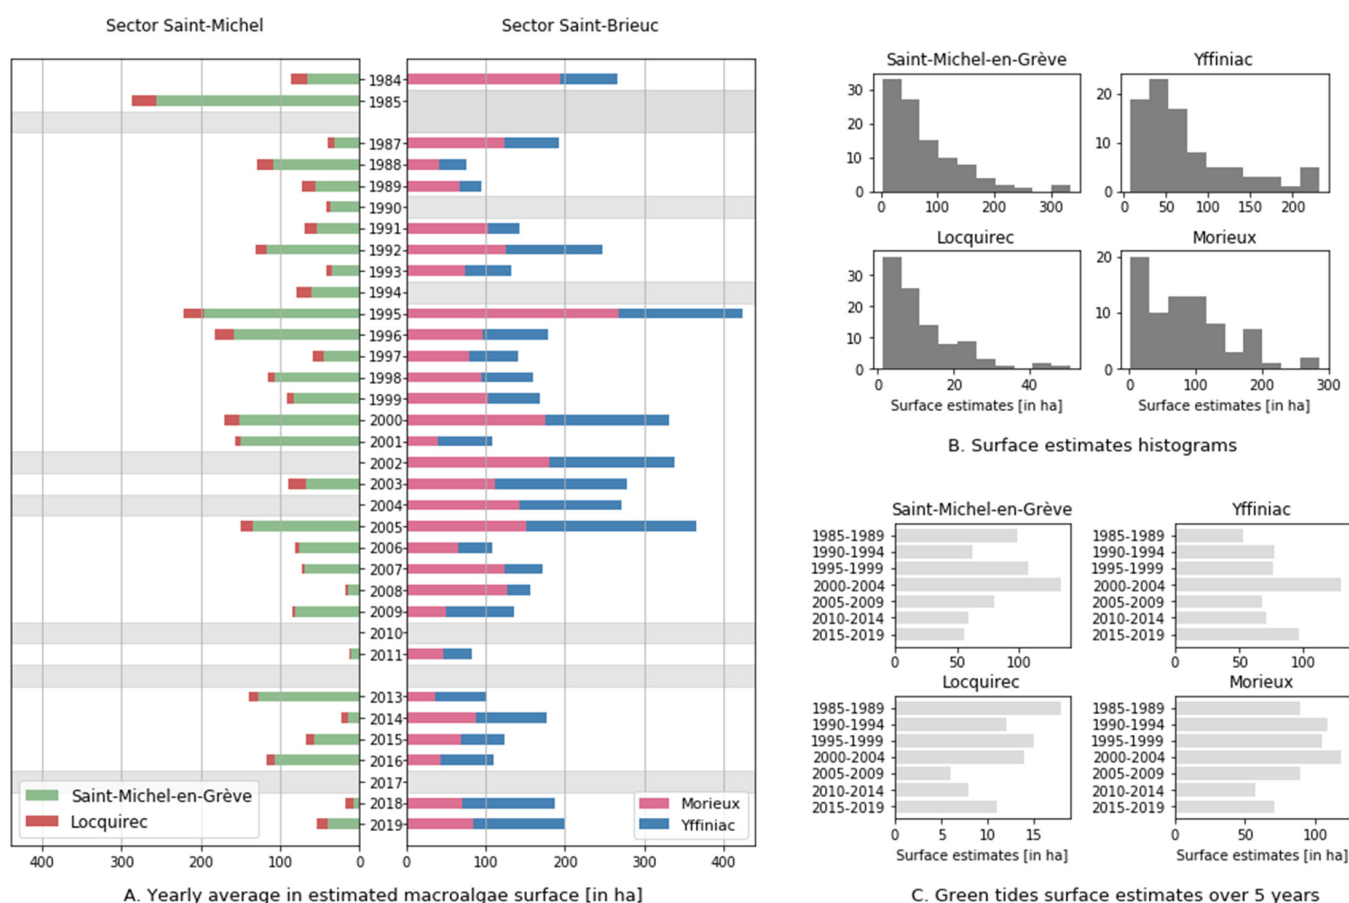 Sector Saint-Michel
Sector Saint-Brieuc
1984
1985
1987
1988
1989
1990
1991
1992
1993
1994
1995
1996
1997
1998
1999
2000
2001
2002
2003
2004
2005
2006
2007
2008
2009
2010
2011
2013
2014
2015
2016
2017
2018
2019
Saint-Michel-en-Grève
Locquirec
Morieux
Yffiniac
400 300 200 100 0
0 100 200 300 400
A. Yearly average in estimated macroalgae surface [in ha]
Saint-Michel-en-Grève
30
20
10
0
0 100 200 300
Yffiniac
20
10
0
0 50 100 150 200
Locquirec
30
20
10
0
0 20 40
Surface estimates [in ha]
Morieux
20
15
10
5
0
0 100 200 300
Surface estimates [in ha]
B. Surface estimates histograms
Saint-Michel-en-Grève
1985-1989
1990-1994
1995-1999
2000-2004
2005-2009
2010-2014
2015-2019
0 50 100
Yffiniac
1985-1989
1990-1994
1995-1999
2000-2004
2005-2009
2010-2014
2015-2019
0 50 100
Locquirec
1985-1989
1990-1994
1995-1999
2000-2004
2005-2009
2010-2014
2015-2019
0 5 10 15
Surface estimates [in ha]
Morieux
1985-1989
1990-1994
1995-1999
2000-2004
2005-2009
2010-2014
2015-2019
0 50 100
Surface estimates [in ha]
C. Green tides surface estimates over 5 years